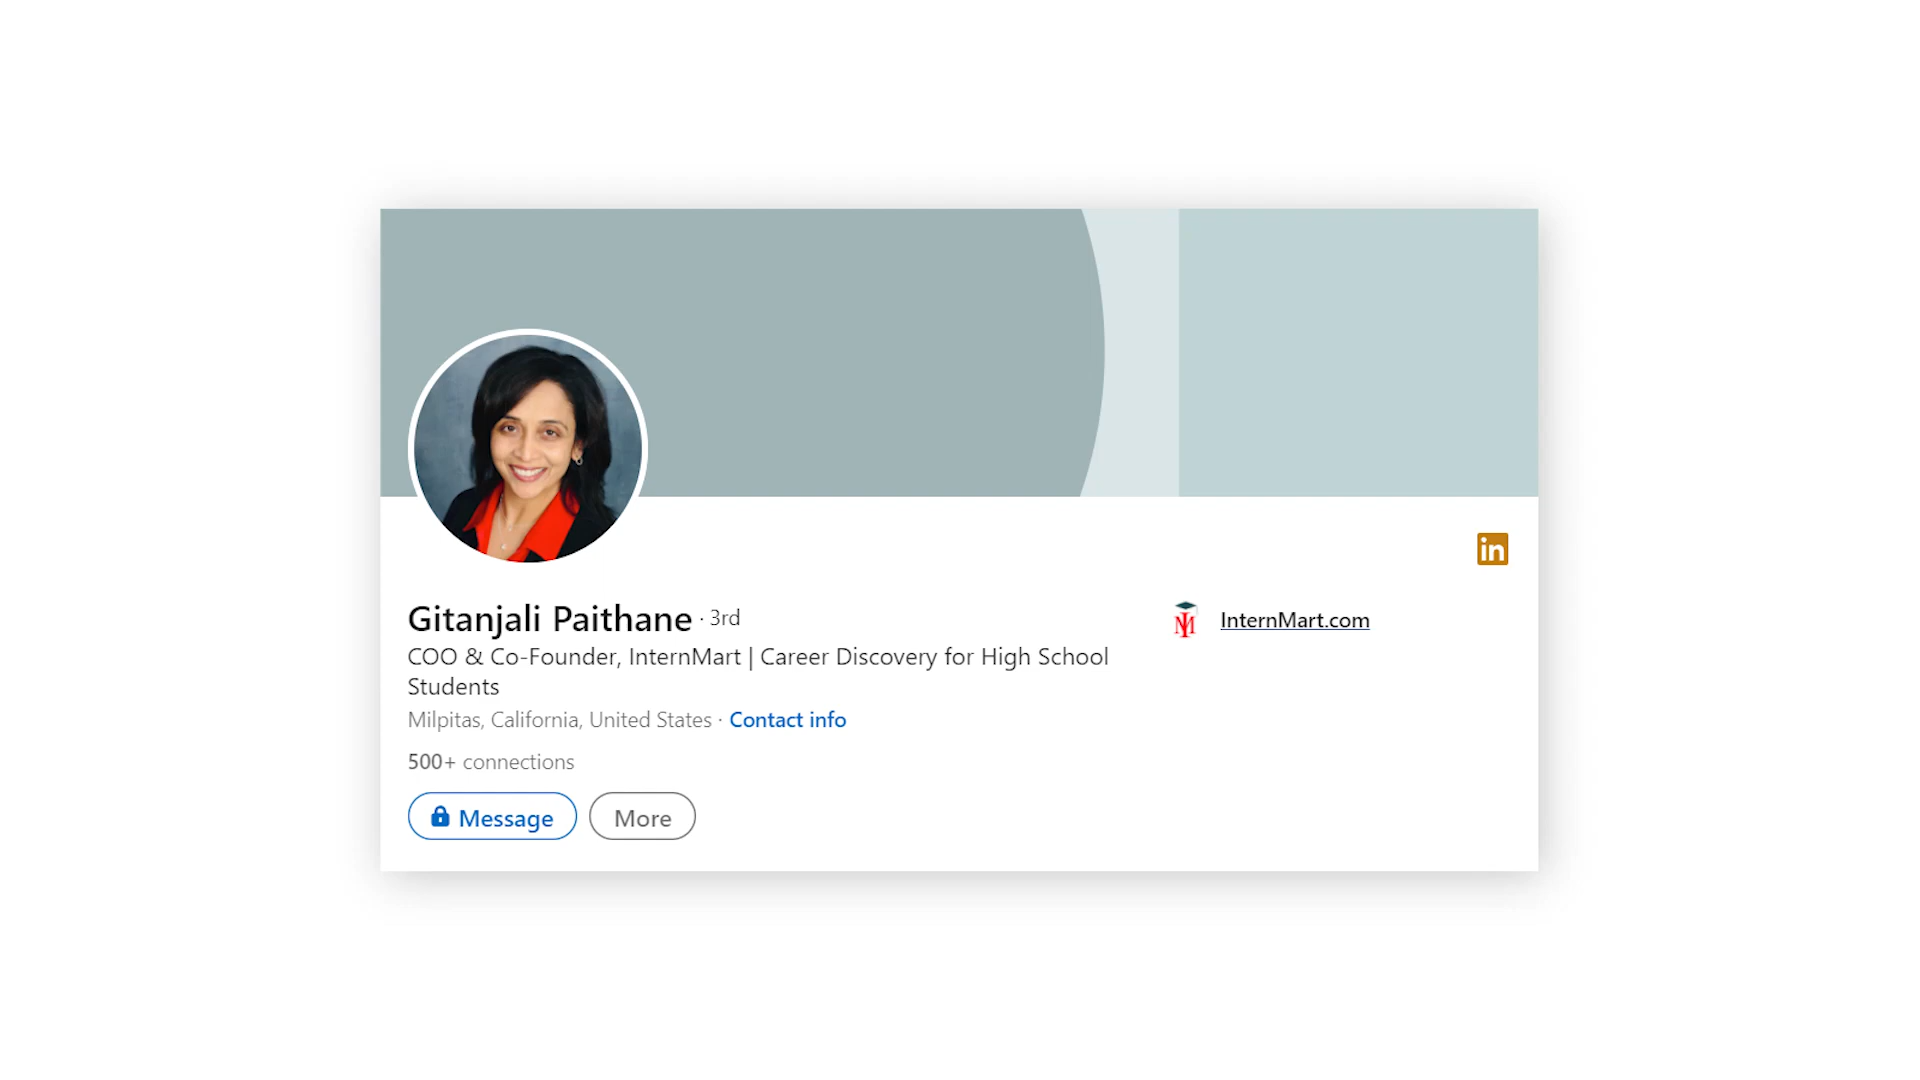 in
Gitanjali Paithane · 3rd
IM InternMart.com
COO & Co-Founder, InternMart | Career Discovery for High School
Students
Milpitas, California, United States · Contact info
500+ connections
Message
More